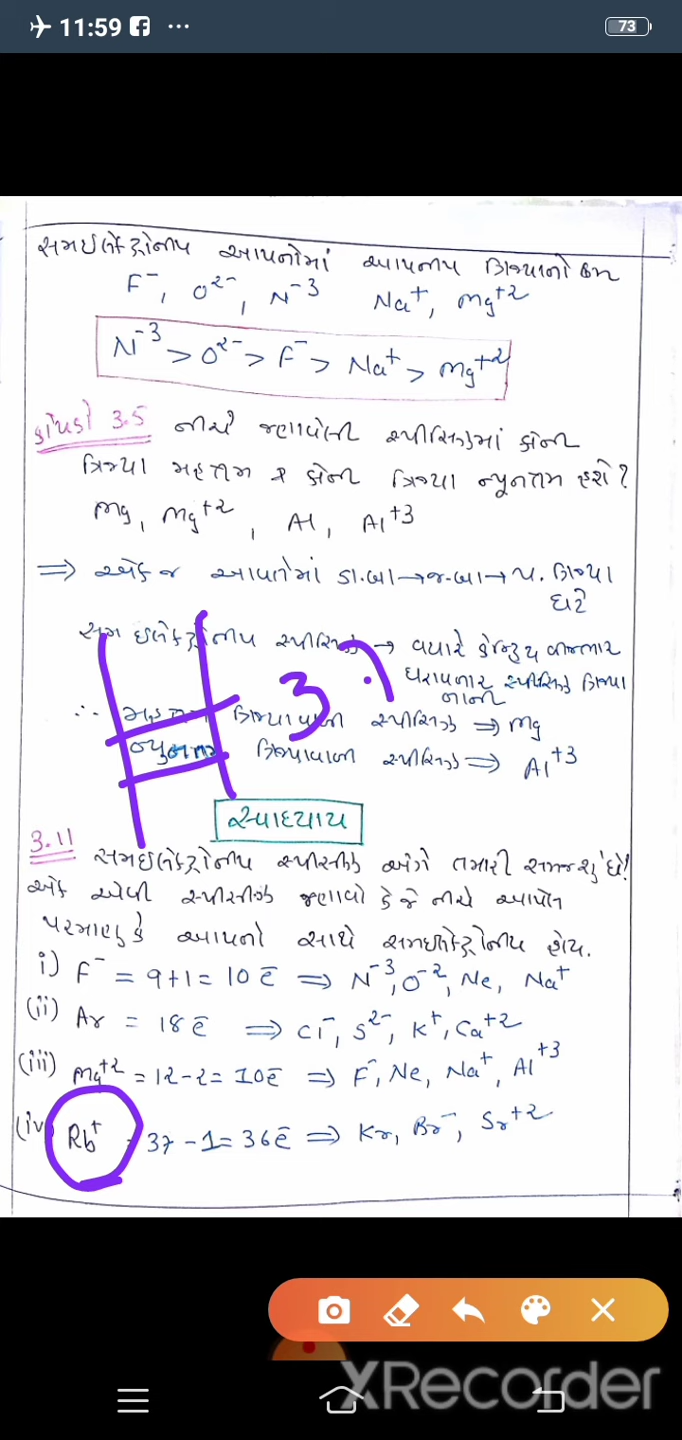 11:59 ...
73
સમઇલેક્ટ્રોનીય આયનોમાં આયનીય ત્રિજ્યાનો ક્રમ
F⁻, O²⁻, N⁻³ Na⁺, Mg⁺²
N⁻³ > O²⁻ > F⁻ > Na⁺ > Mg⁺²
કોયડો 3.5 નીચે જણાવેલી સ્પીસિઝમાં કોની
ત્રિજ્યા મહત્તમ ને કોની ત્રિજ્યા ન્યૂનતમ હશે?
Mg, Mg⁺², Al, Al⁺³
⇒ એક જ આવર્તમાં ડા.બા → જ.બા → પ. ત્રિજ્યા
ઘટે
સમ ઇલેક્ટ્રોનીય સ્પીસિઝ → વધારે કેન્દ્રીય વીજભાર
ધરાવનાર સ્પીસિઝ ત્રિજ્યા
નાની
3.
∴ મહત્તમ ત્રિજ્યાવાળી સ્પીસિઝ ⇒ Mg
ન્યુનતમ ત્રિજ્યાવાળી સ્પીસિઝ ⇒ Al⁺³
સ્વાધ્યાય
3.11 સમઇલેક્ટ્રોનીય સ્પીસીઝ અંગે તમારી સમજ શું છે?
એક એવી સ્પીસીઝ જણાવો કે જે નીચે આપેલ
પરમાણુ કે આયનો સાથે સમઇલેક્ટ્રોનીય હોય.
i) F⁻ = 9+1 = 10 ē ⇒ N⁻³, O⁻², Ne, Na⁺
(ii) Ar = 18 ē ⇒ Cl⁻, S²⁻, K⁺, Ca⁺²
(iii) Mg⁺² = 12-2 = 10ē ⇒ F⁻, Ne, Na⁺, Al⁺³
(iv) Rb⁺ = 37-1 = 36ē ⇒ Kr, Br⁻, Sr⁺²
XRecorder